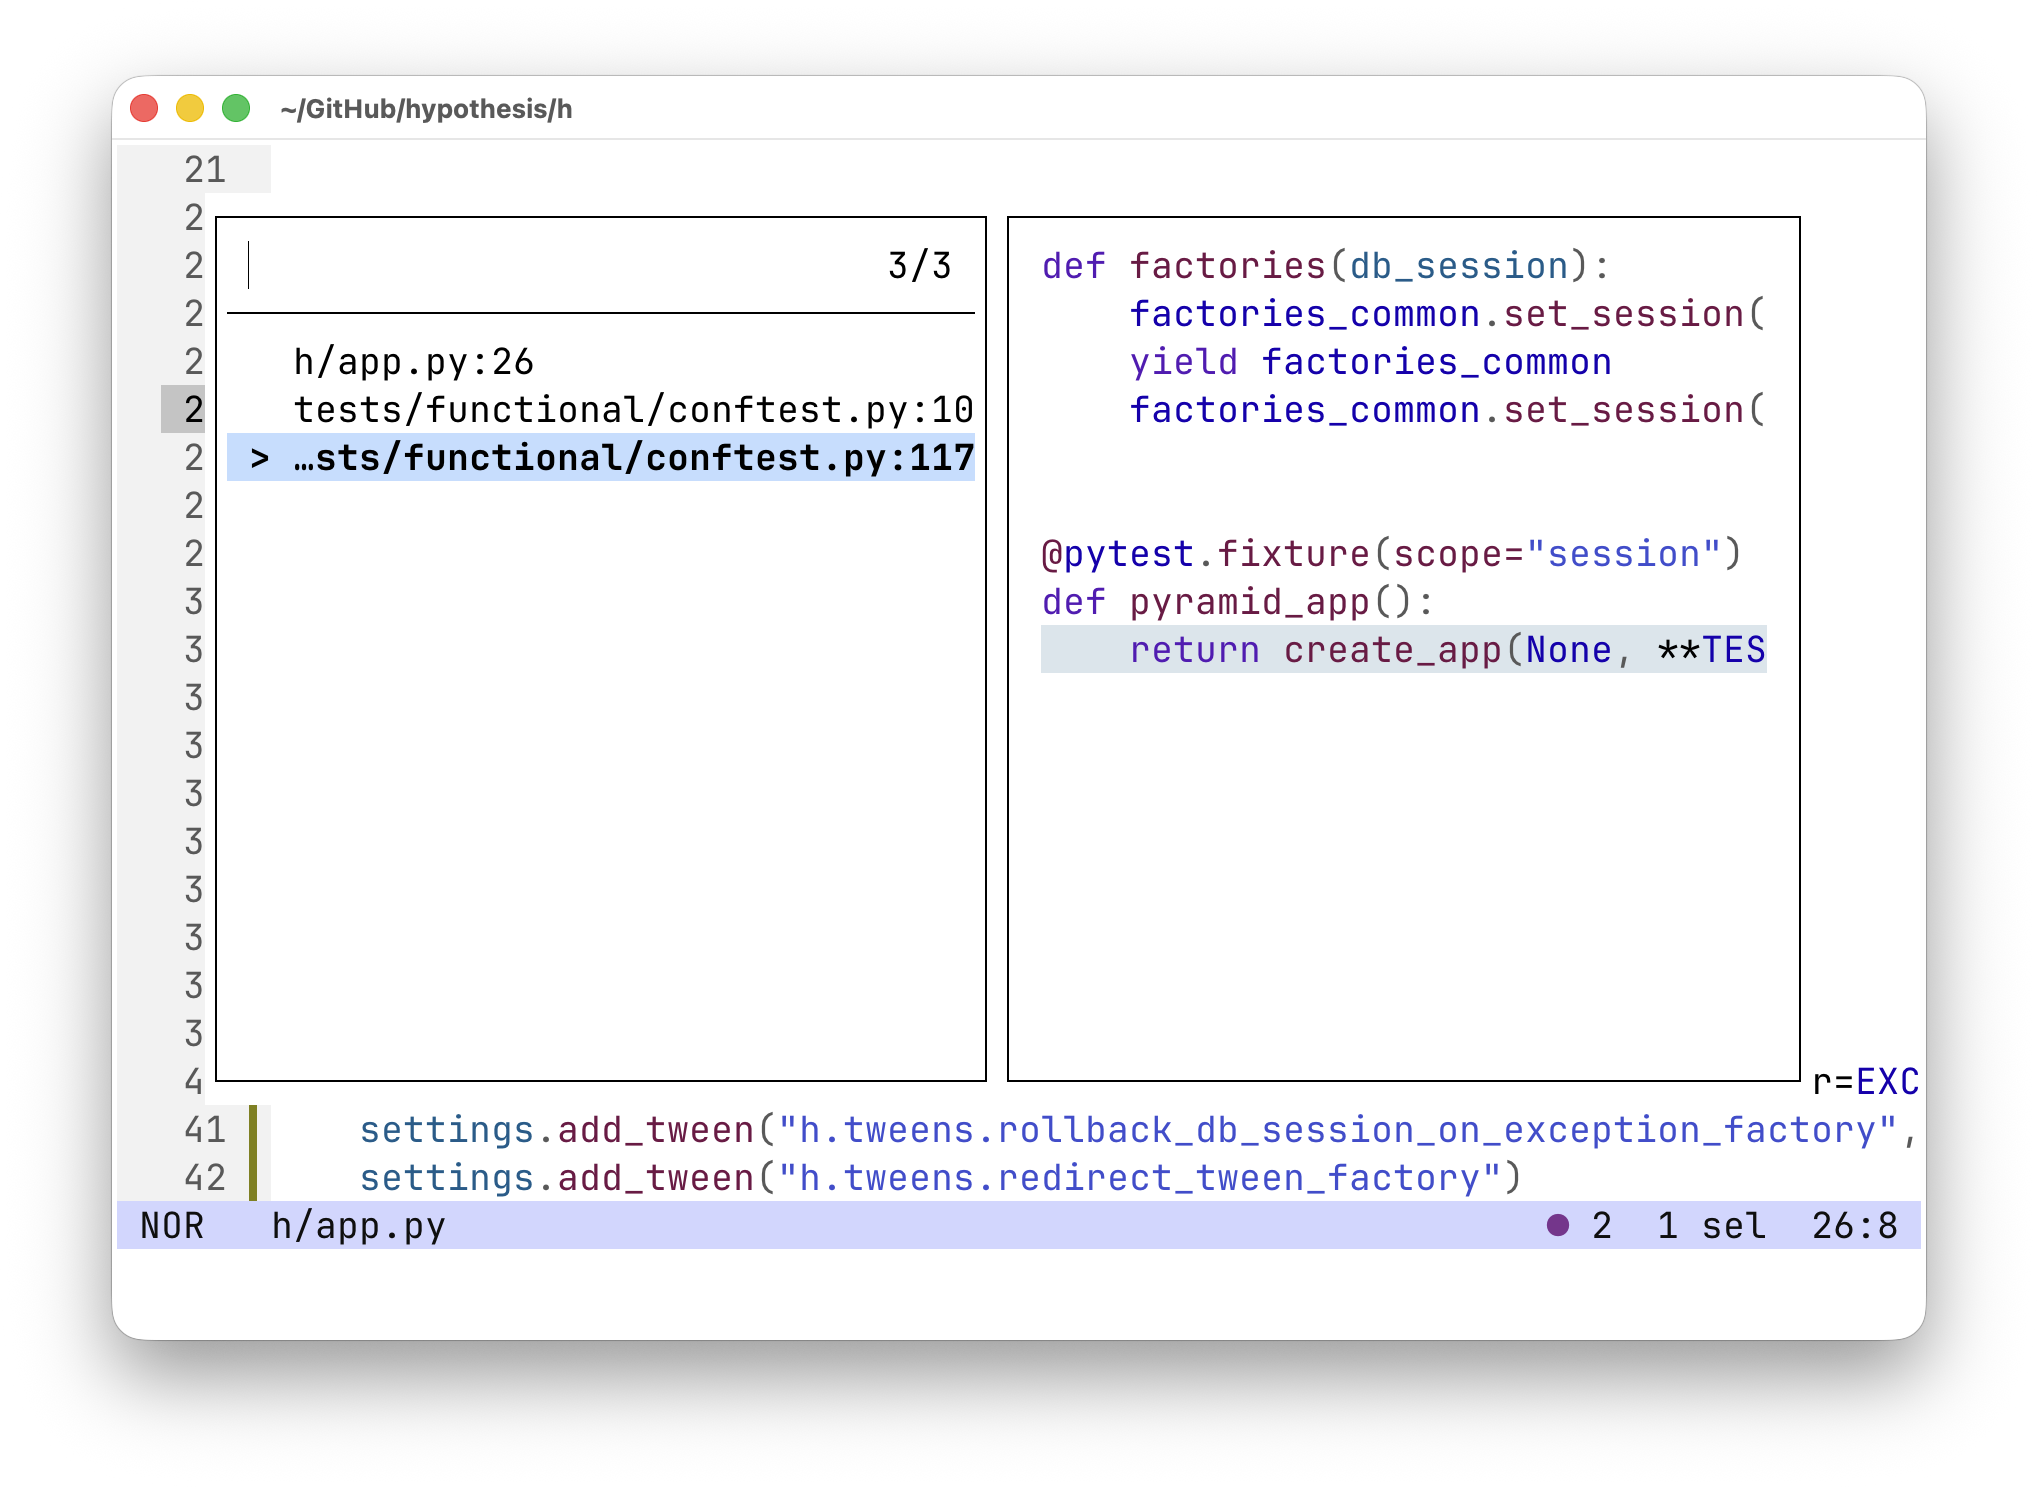 ~/GitHub/hypothesis/h
21
2
2
2
2
2
2
2
2
3
3
3
3
3
3
3
3
3
3
4
3/3
h/app.py:26
tests/functional/conftest.py:10
> …sts/functional/conftest.py:117
def factories(db_session):
factories_common.set_session(
yield factories_common
factories_common.set_session(
@pytest.fixture(scope="session")
def pyramid_app():
return create_app(None, **TES
r=EXC
41 settings.add_tween("h.tweens.rollback_db_session_on_exception_factory",
42 settings.add_tween("h.tweens.redirect_tween_factory")
NOR h/app.py ● 2 1 sel 26:8